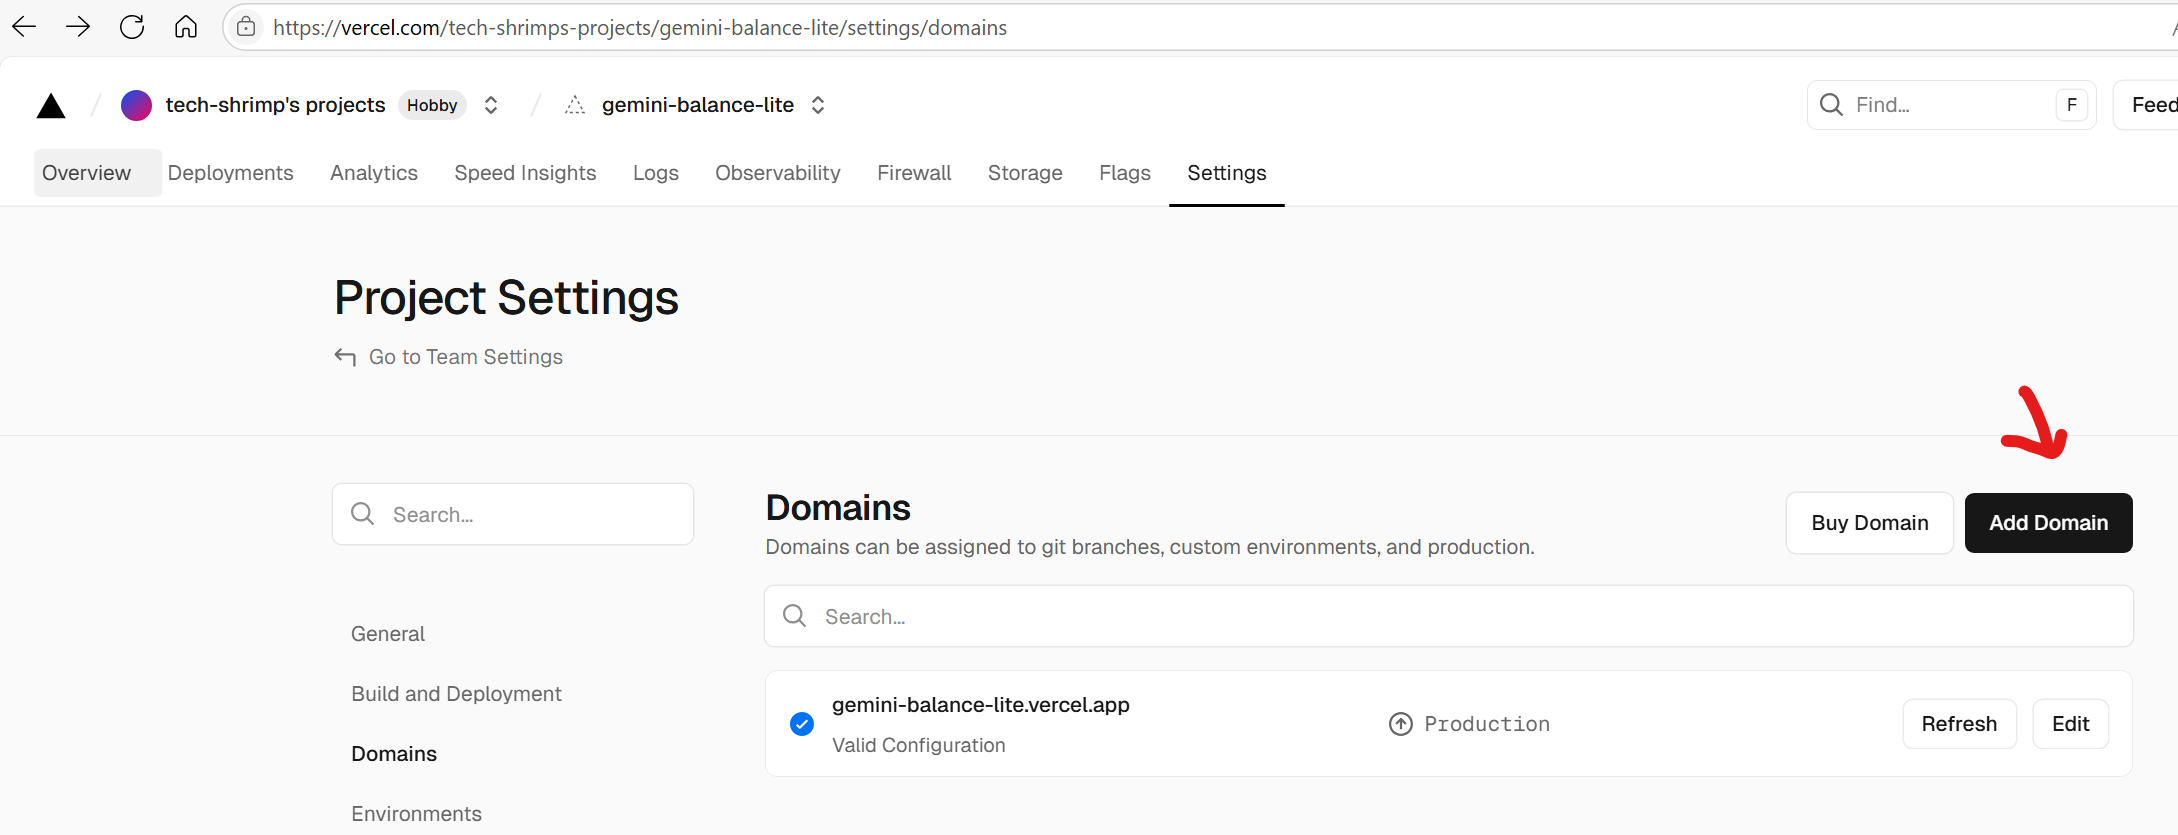 https://vercel.com/tech-shrimps-projects/gemini-balance-lite/settings/domains
tech-shrimp's projects Hobby gemini-balance-lite Find... F Feed
Overview Deployments Analytics Speed Insights Logs Observability Firewall Storage Flags Settings
Project Settings
Go to Team Settings
Search...
General
Build and Deployment
Domains
Environments
Domains
Domains can be assigned to git branches, custom environments, and production.
Buy Domain Add Domain
Search...
gemini-balance-lite.vercel.app
Valid Configuration
Production
Refresh Edit